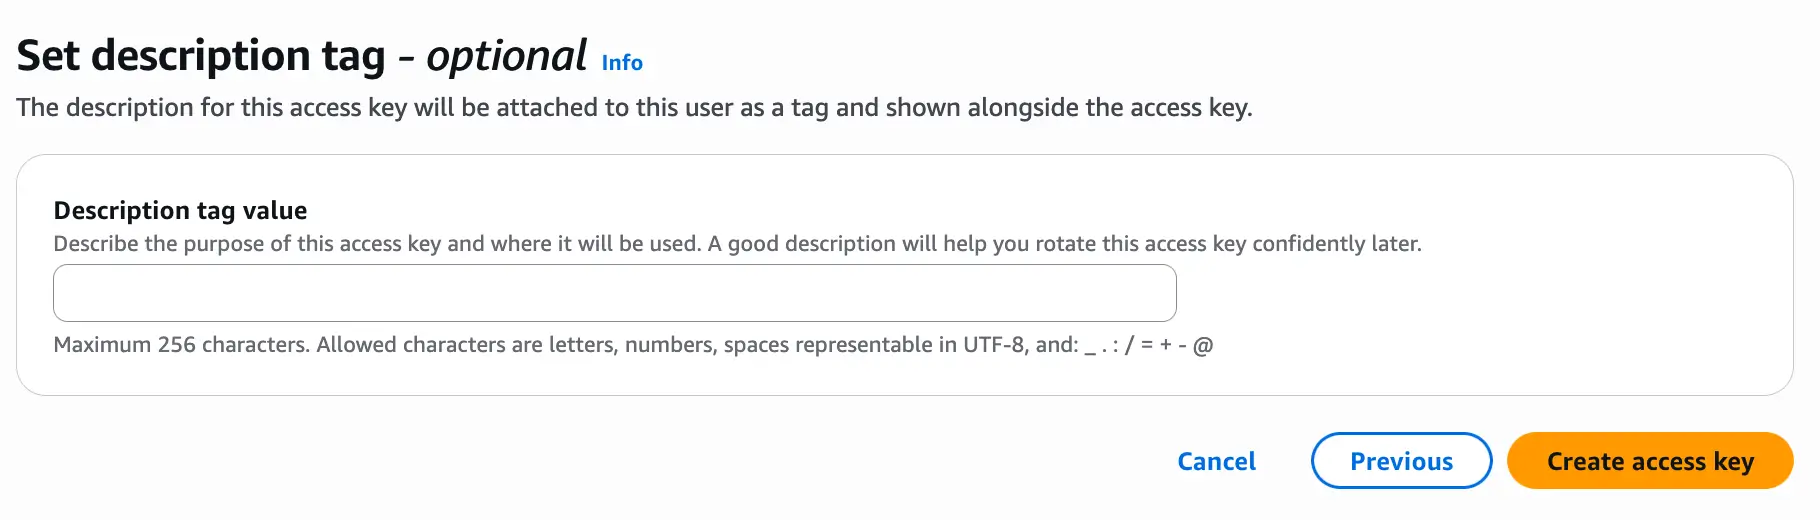 Set description tag - optional Info
The description for this access key will be attached to this user as a tag and shown alongside the access key.
Description tag value
Describe the purpose of this access key and where it will be used. A good description will help you rotate this access key confidently later.
Maximum 256 characters. Allowed characters are letters, numbers, spaces representable in UTF-8, and: _ . : / = + - @
Cancel Previous Create access key